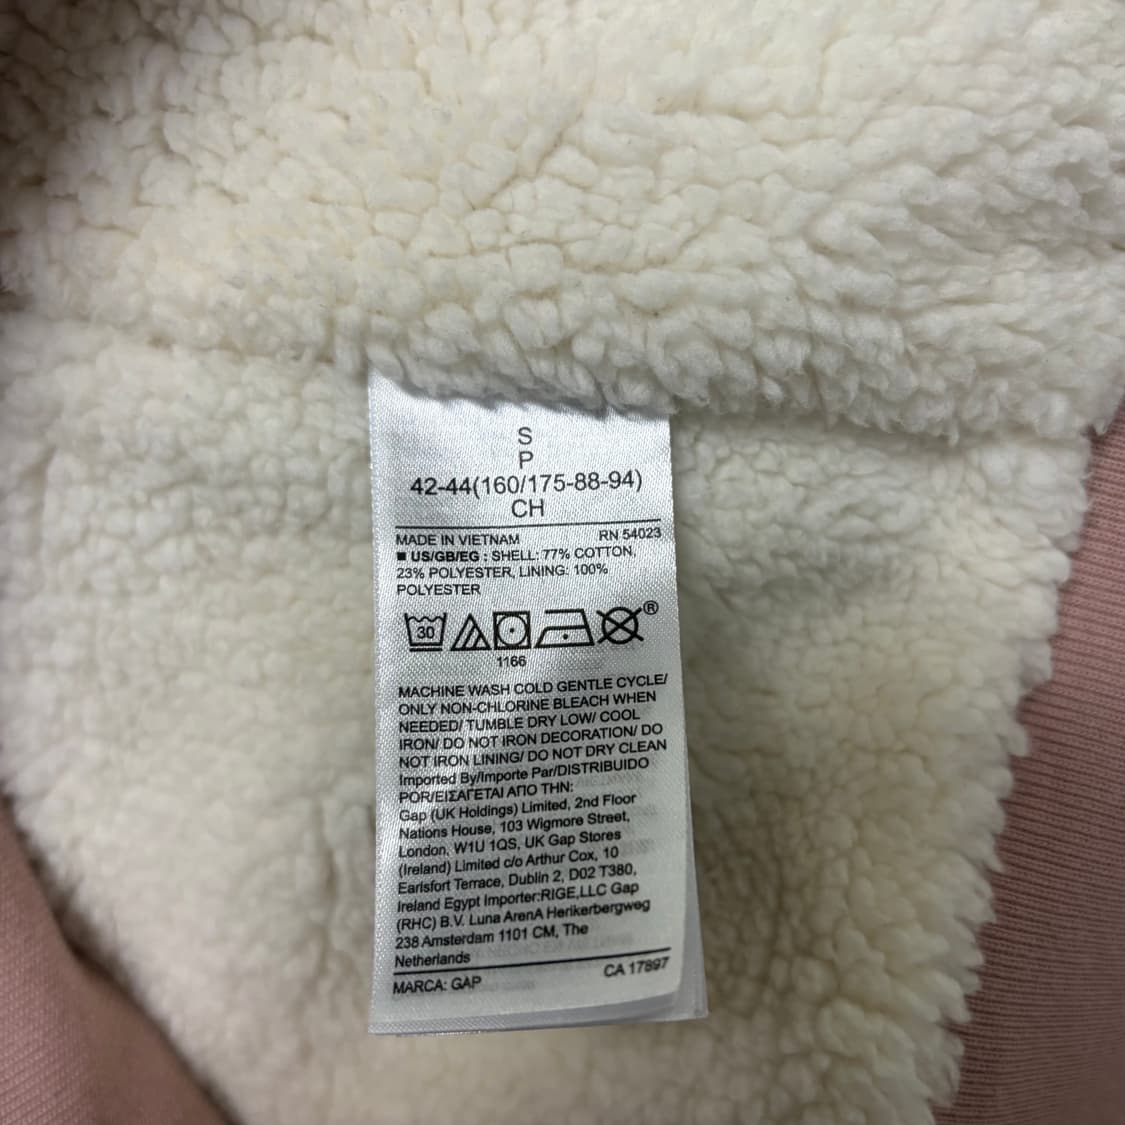 S
P
42-44(160/175-88-94)
CH
MADE IN VIETNAM RN 54023
■ US/GB/EG : SHELL: 77% COTTON,
23% POLYESTER, LINING: 100%
POLYESTER
30 ®
1166
MACHINE WASH COLD GENTLE CYCLE/
ONLY NON-CHLORINE BLEACH WHEN
NEEDED/ TUMBLE DRY LOW/ COOL
IRON/ DO NOT IRON DECORATION/ DO
NOT IRON LINING/ DO NOT DRY CLEAN
Imported By/Importe Par/DISTRIBUIDO
POR/ΕΙΣΑΓΕΤΑΙ ΑΠΟ ΤΗΝ:
Gap (UK Holdings) Limited, 2nd Floor
Nations House, 103 Wigmore Street,
London, W1U 1QS, UK Gap Stores
(Ireland) Limited c/o Arthur Cox, 10
Earlsfort Terrace, Dublin 2, D02 T380,
Ireland Egypt Importer:RIGE,LLC Gap
(RHC) B.V. Luna ArenA Herikerbergweg
238 Amsterdam 1101 CM, The
Netherlands
MARCA: GAP CA 17897